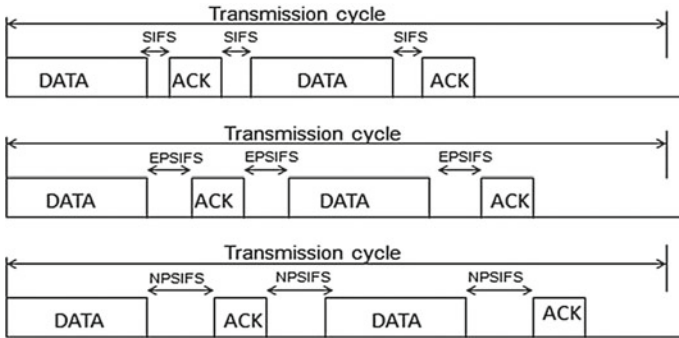 Transmission cycle
SIFS SIFS SIFS
DATA ACK DATA ACK
Transmission cycle
EPSIFS EPSIFS EPSIFS
DATA ACK DATA ACK
Transmission cycle
NPSIFS NPSIFS NPSIFS
DATA ACK DATA ACK